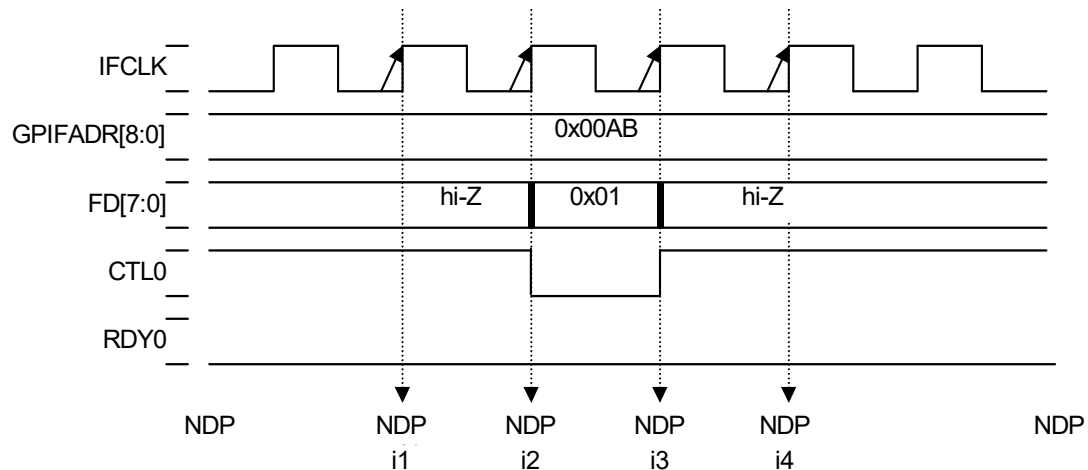 IFCLK
GPIFADR[8:0]
0x00AB
FD[7:0]
hi-Z
0x01
hi-Z
CTL0
RDY0
NDP NDP NDP NDP NDP NDP
i1 i2 i3 i4